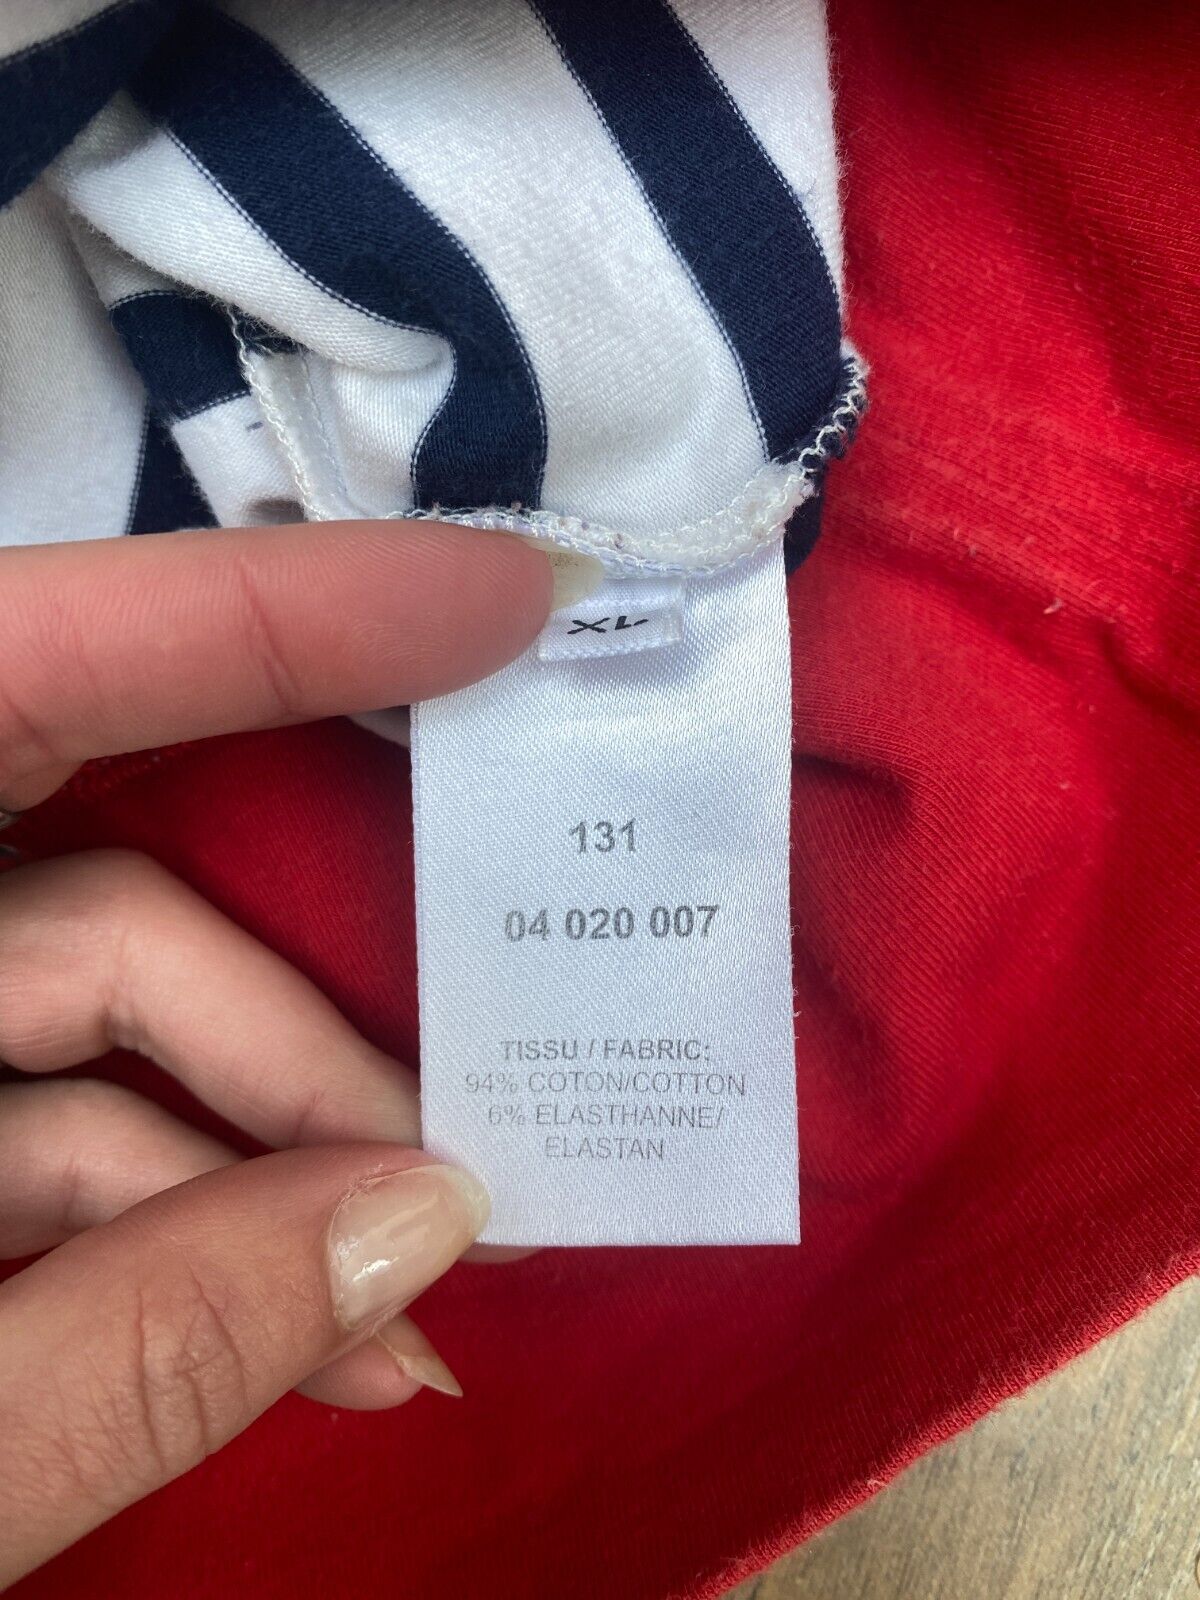 XL
131
04 020 007
TISSU / FABRIC:
94% COTON/COTTON
6% ELASTHANNE/
ELASTAN